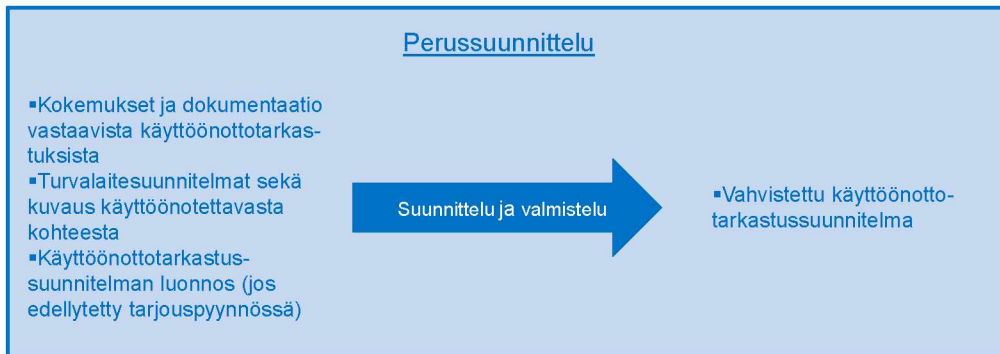 Perussuunnittelu
▪Kokemukset ja dokumentaatio
vastaavista käyttöönottotarkas-
tuksista
▪Turvalaitesuunnitelmat sekä
kuvaus käyttöönotettavasta
kohteesta
▪Käyttöönottotarkastus-
suunnitelman luonnos (jos
edellytetty tarjouspyynnössä)
Suunnittelu ja valmistelu
▪Vahvistettu käyttöönotto-
tarkastussuunnitelma